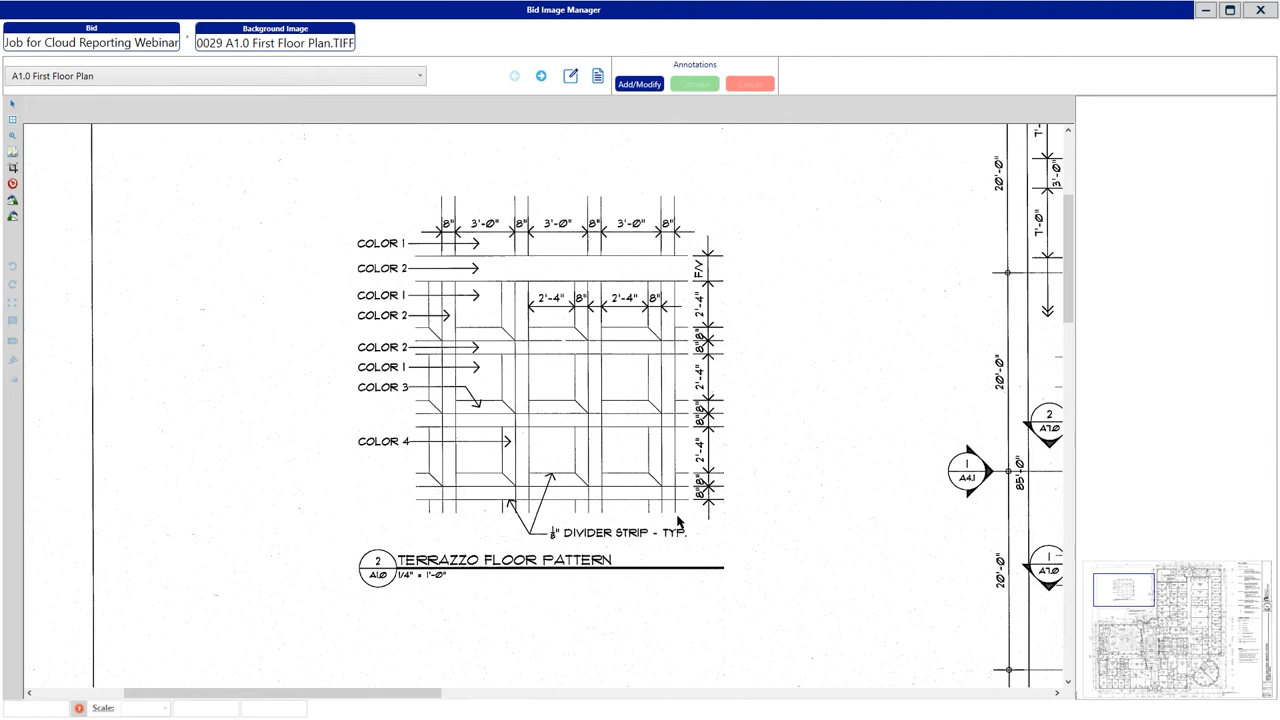 Bid Image Manager
Bid
Job for Cloud Reporting Webinar
Background Image
0029 A1.0 First Floor Plan.TIFF
A1.0 First Floor Plan
Annotations
Add/Modify
Cancel
8" 3'-0" 8" 3'-0" 8" 3'-0" 8"
COLOR 1
COLOR 2
F/V
COLOR 1
2'-4" 8" 2'-4" 8"
2'-4"
COLOR 2
8"
COLOR 2
8"
COLOR 1
2'-4"
COLOR 3
8"
8"
COLOR 4
2'-4"
8"
8"
1/8" DIVIDER STRIP - TYP.
2
A1.0
TERRAZZO FLOOR PATTERN
1/4" = 1'-0"
20'-0"
7'-
3'-0"
7'-0"
20'-0"
2
A7.0
1
A4.1
85'-0"
1
A7.0
20'-0"
Scale: